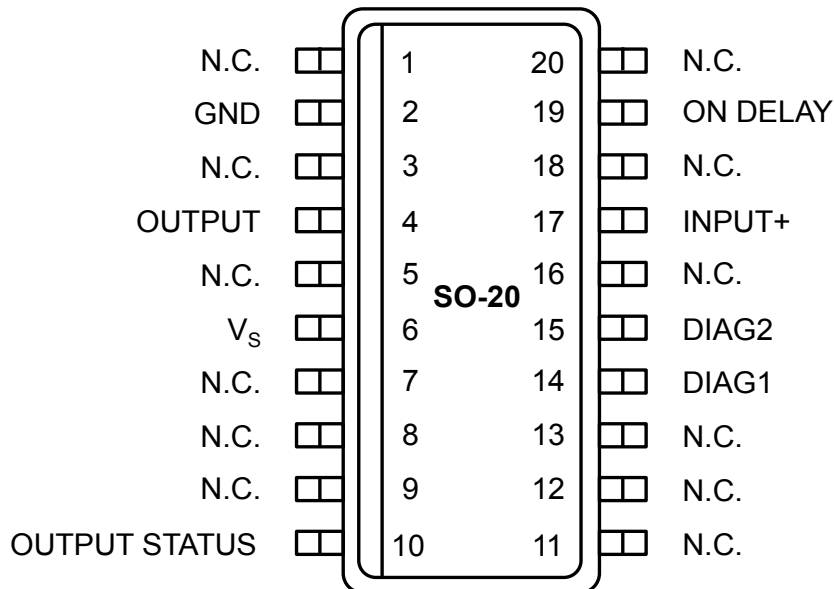 N.C. 1 20 N.C.
GND 2 19 ON DELAY
N.C. 3 18 N.C.
OUTPUT 4 17 INPUT+
N.C. 5 16 N.C.
SO-20
VS 6 15 DIAG2
N.C. 7 14 DIAG1
N.C. 8 13 N.C.
N.C. 9 12 N.C.
OUTPUT STATUS 10 11 N.C.